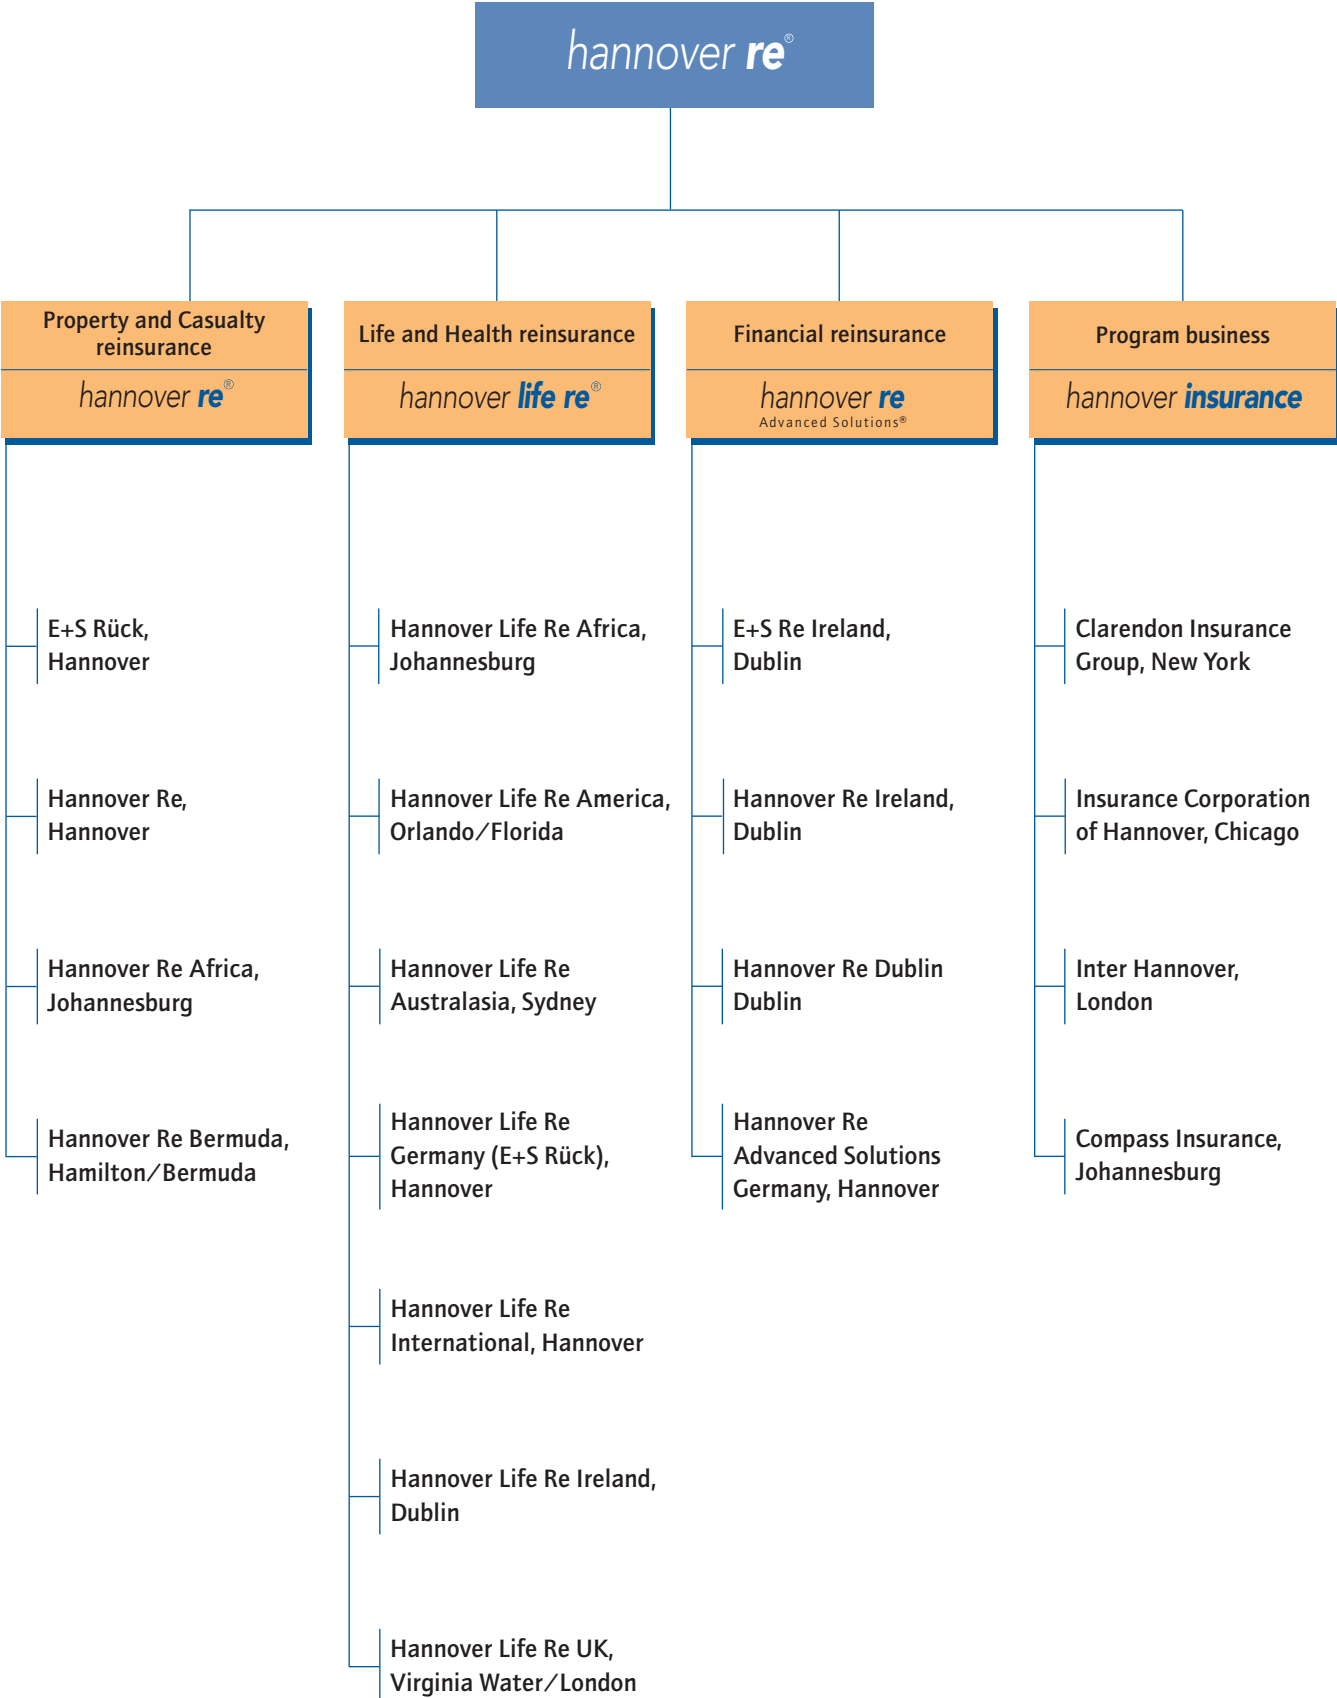 hannover re®
Property and Casualty
reinsurance
hannover re®
Life and Health reinsurance
hannover life re®
Financial reinsurance
hannover re
Advanced Solutions®
Program business
hannover insurance
E+S Rück,
Hannover
Hannover Re,
Hannover
Hannover Re Africa,
Johannesburg
Hannover Re Bermuda,
Hamilton/Bermuda
Hannover Life Re Africa,
Johannesburg
Hannover Life Re America,
Orlando/Florida
Hannover Life Re
Australasia, Sydney
Hannover Life Re
Germany (E+S Rück),
Hannover
Hannover Life Re
International, Hannover
Hannover Life Re Ireland,
Dublin
Hannover Life Re UK,
Virginia Water/London
E+S Re Ireland,
Dublin
Hannover Re Ireland,
Dublin
Hannover Re Dublin
Dublin
Hannover Re
Advanced Solutions
Germany, Hannover
Clarendon Insurance
Group, New York
Insurance Corporation
of Hannover, Chicago
Inter Hannover,
London
Compass Insurance,
Johannesburg